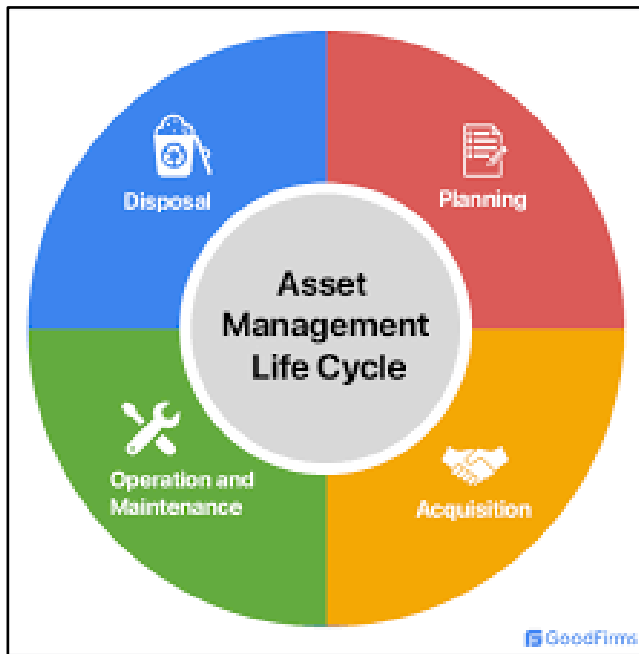 Disposal
Planning
Asset
Management
Life Cycle
Operation and
Maintenance
Acquisition
GoodFirms